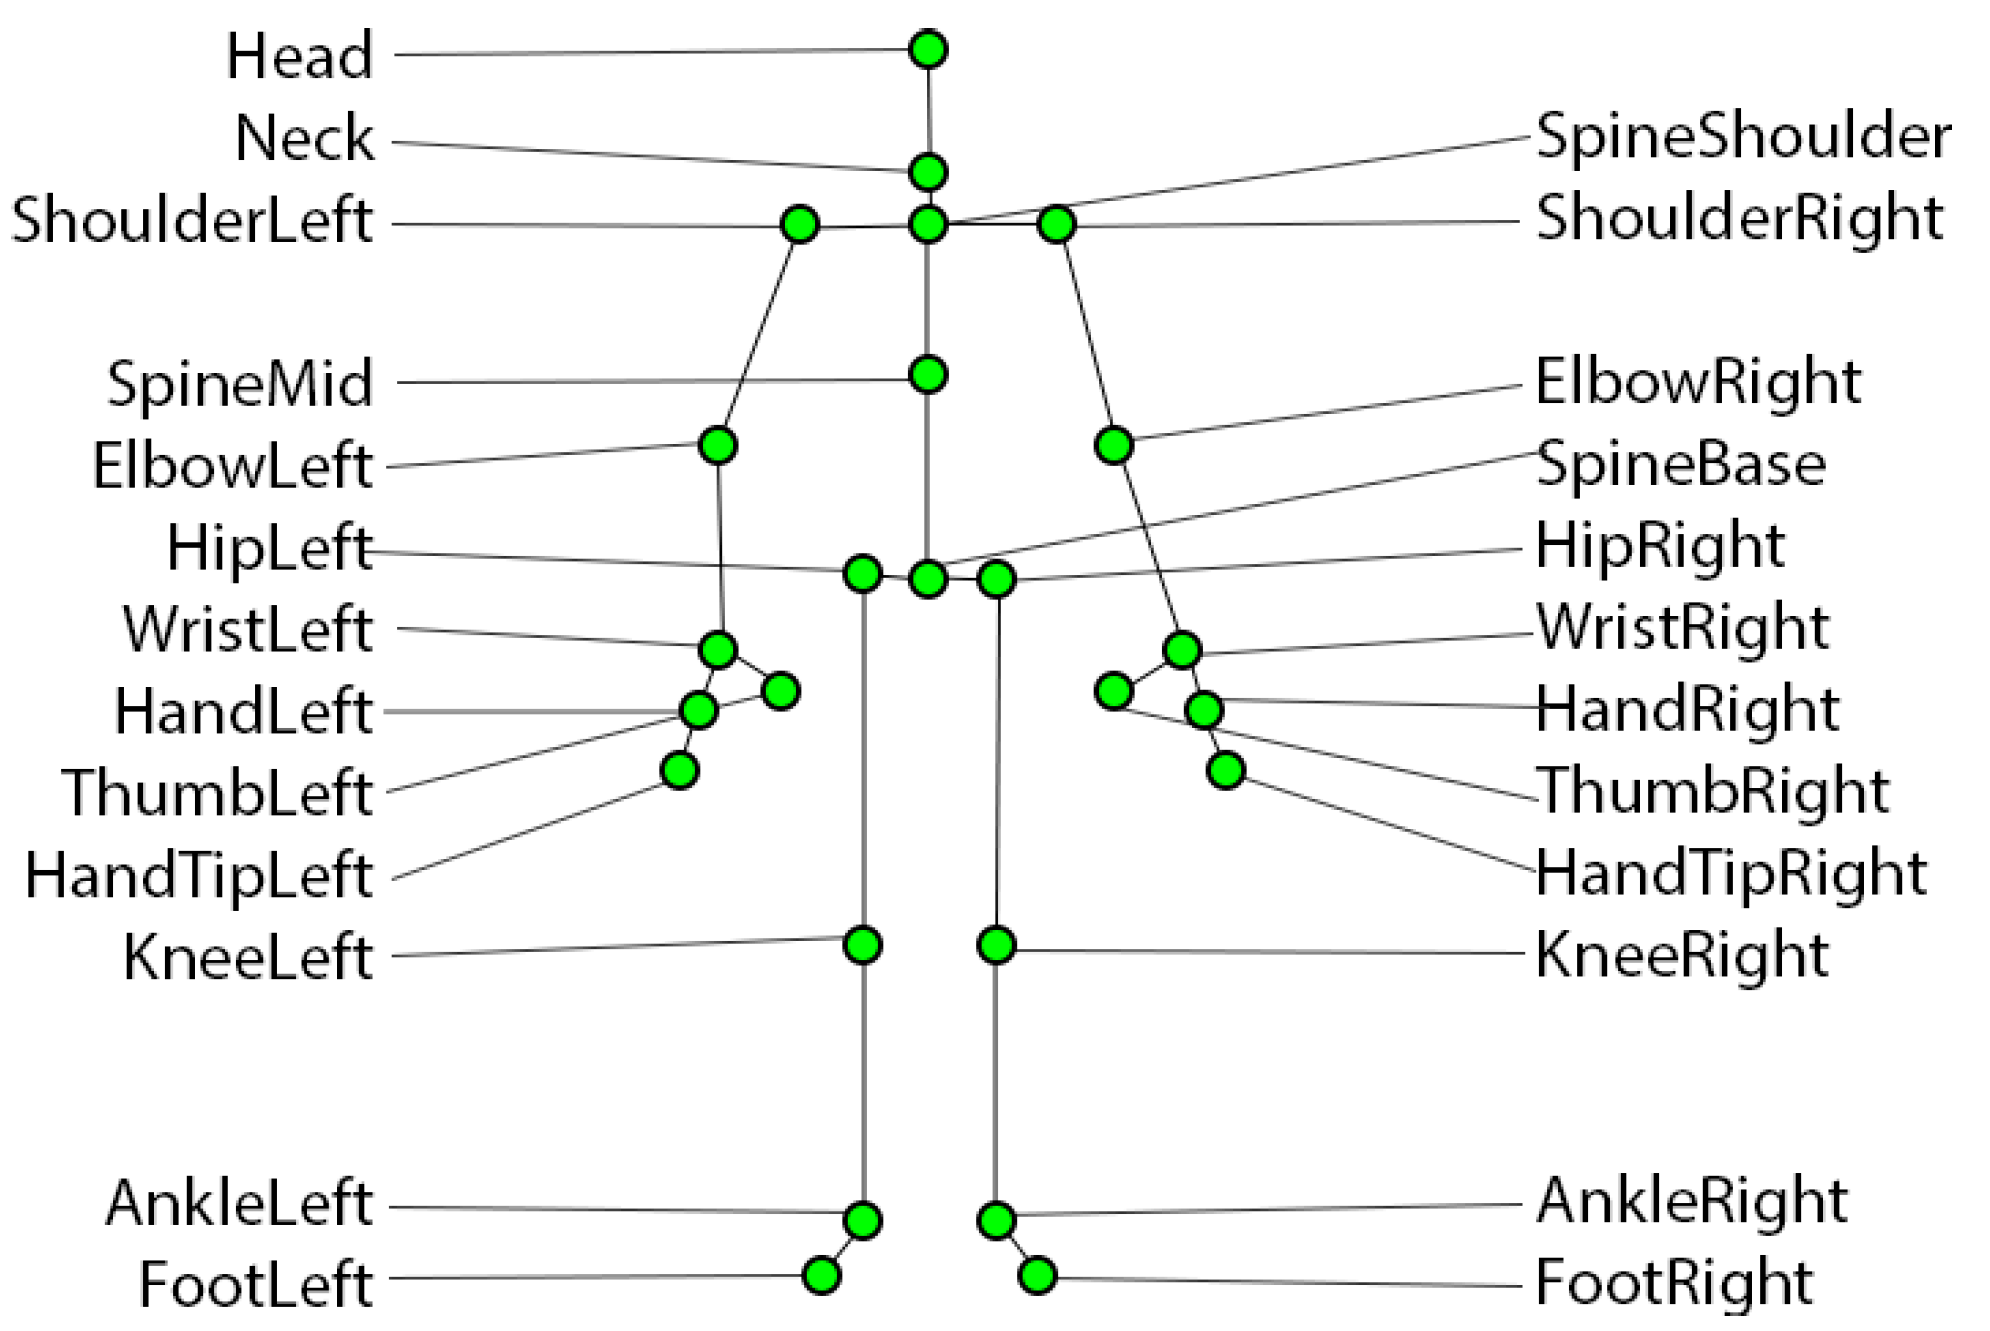 Head
Neck
ShoulderLeft
SpineMid
ElbowLeft
HipLeft
WristLeft
HandLeft
ThumbLeft
HandTipLeft
KneeLeft
AnkleLeft
FootLeft
SpineShoulder
ShoulderRight
ElbowRight
SpineBase
HipRight
WristRight
HandRight
ThumbRight
HandTipRight
KneeRight
AnkleRight
FootRight